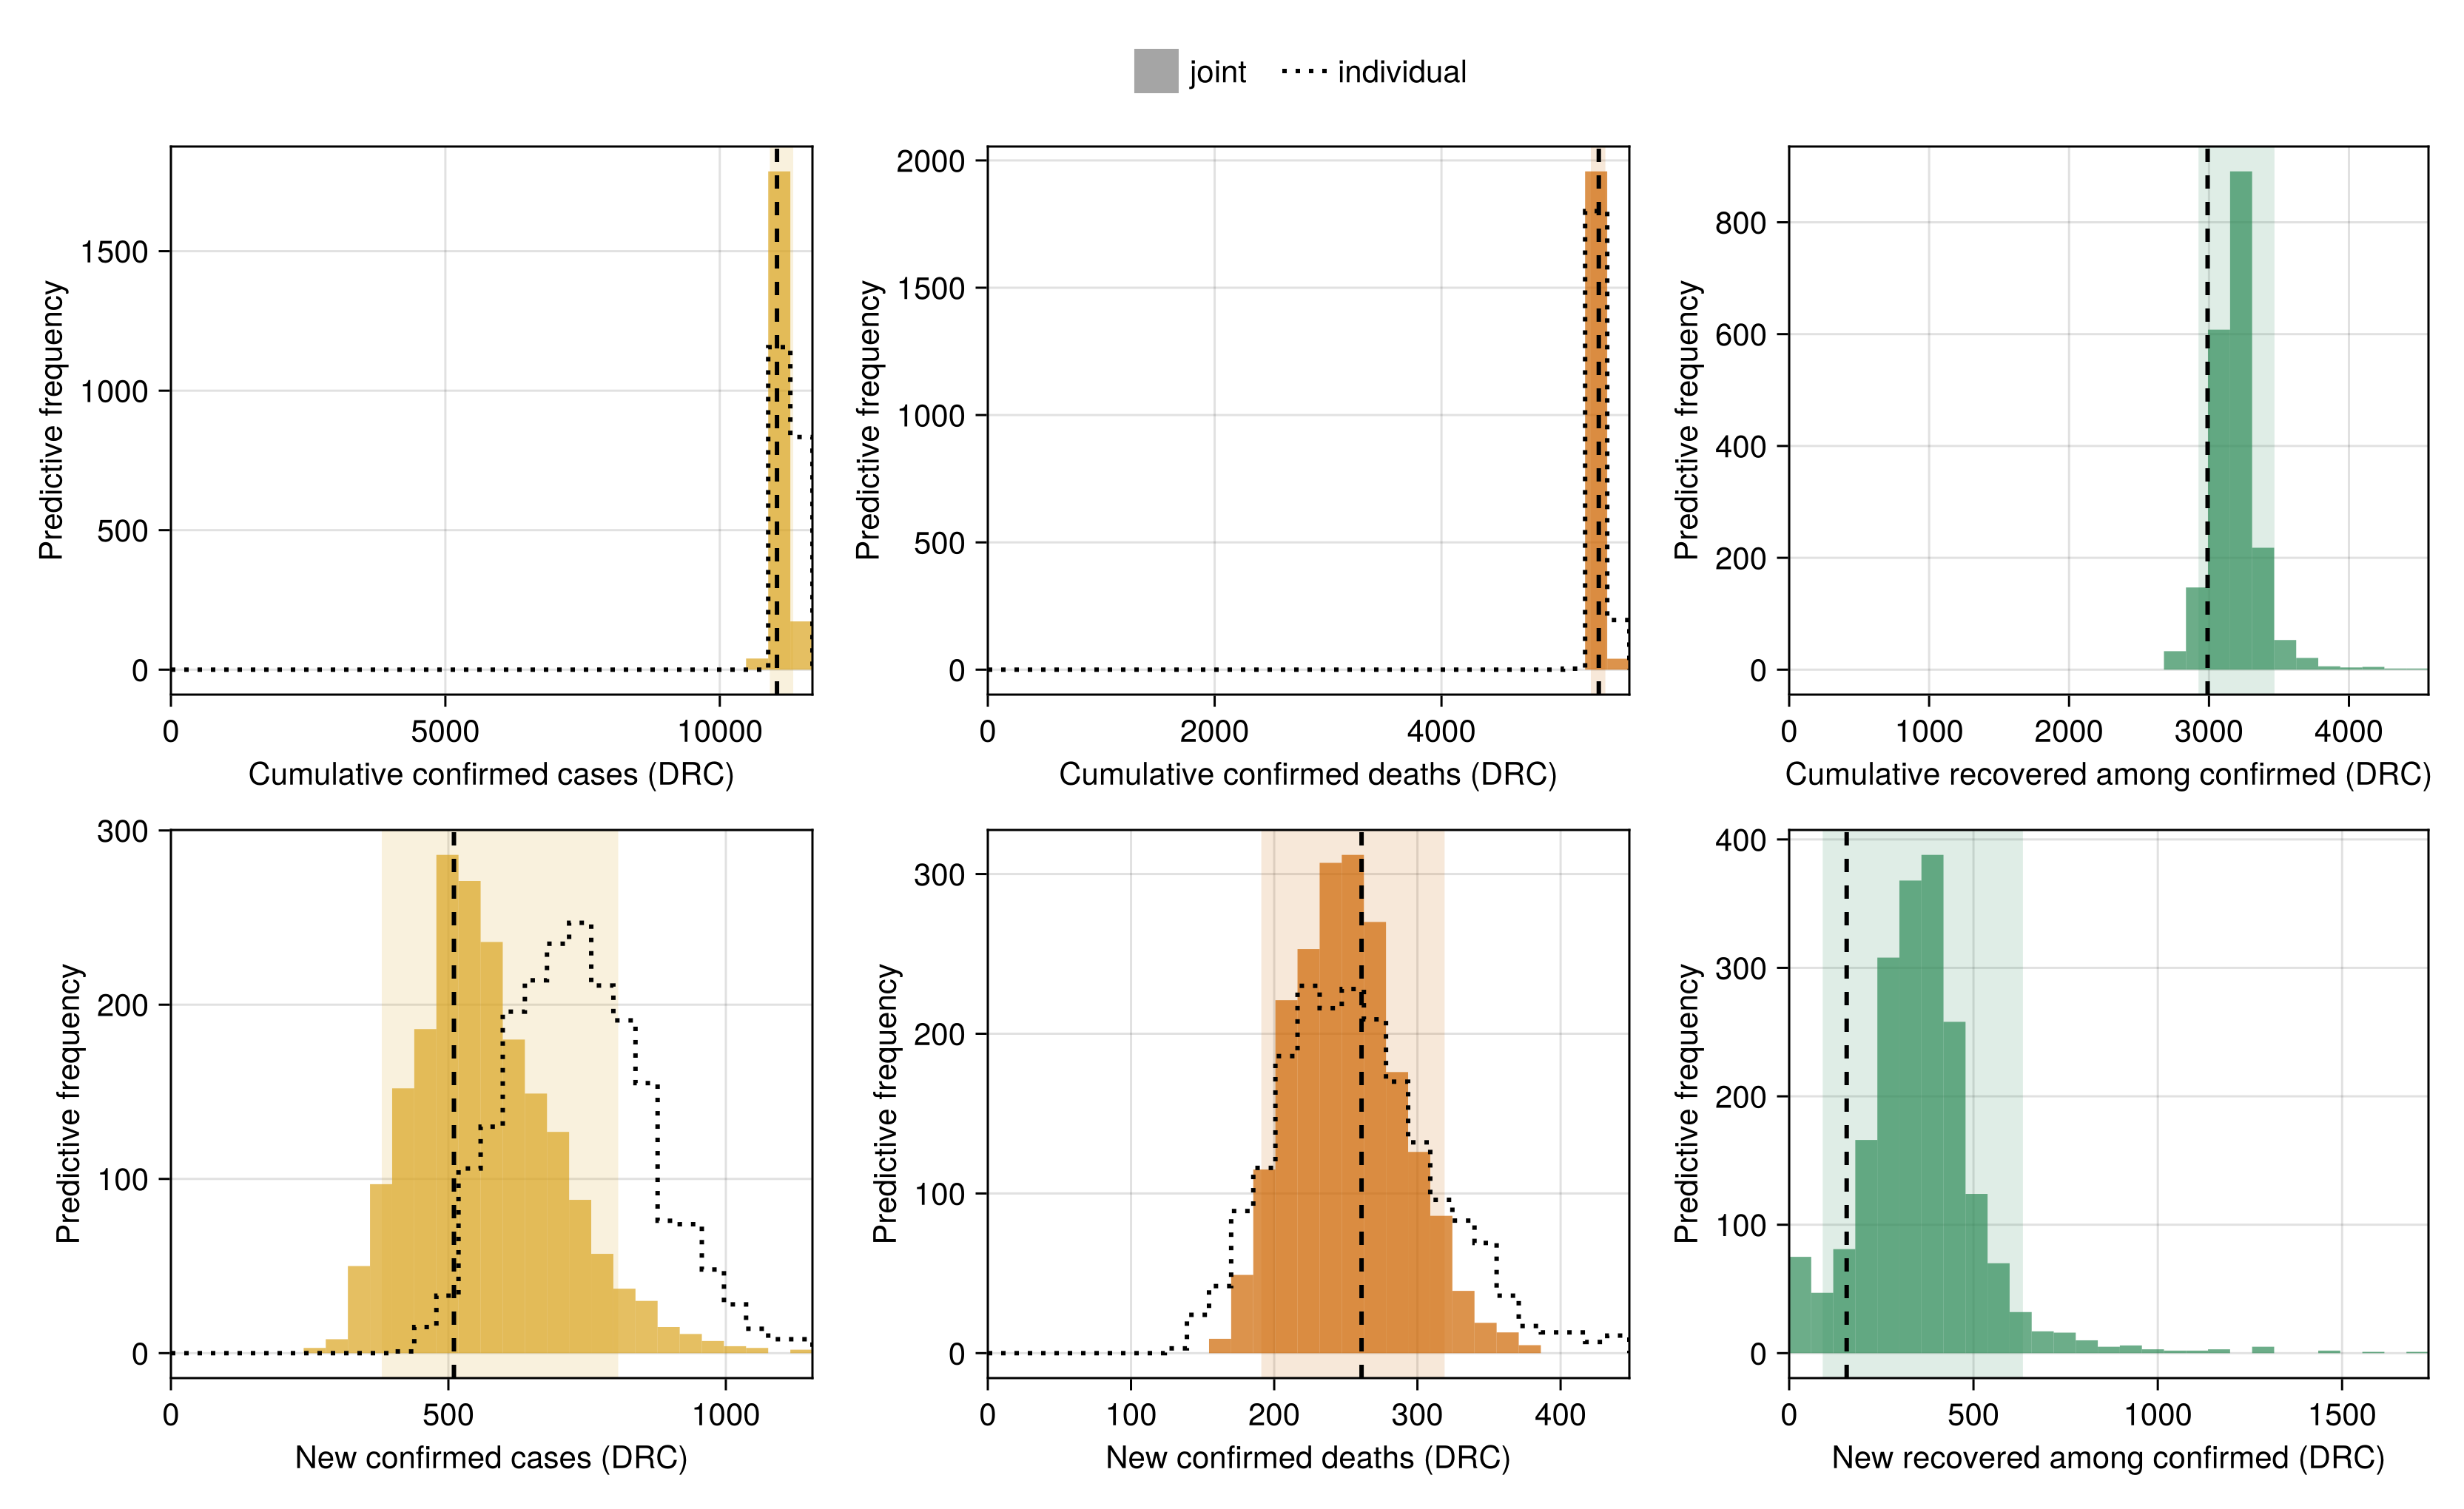 joint individual
Predictive frequency
0
500
1000
1500
0 5000 10000
Cumulative confirmed cases (DRC)
Predictive frequency
0
500
1000
1500
2000
0 2000 4000
Cumulative confirmed deaths (DRC)
Predictive frequency
0
200
400
600
800
0 1000 2000 3000 4000
Cumulative recovered among confirmed (DRC)
Predictive frequency
0
100
200
300
0 500 1000
New confirmed cases (DRC)
Predictive frequency
0
100
200
300
0 100 200 300 400
New confirmed deaths (DRC)
Predictive frequency
0
100
200
300
400
0 500 1000 1500
New recovered among confirmed (DRC)